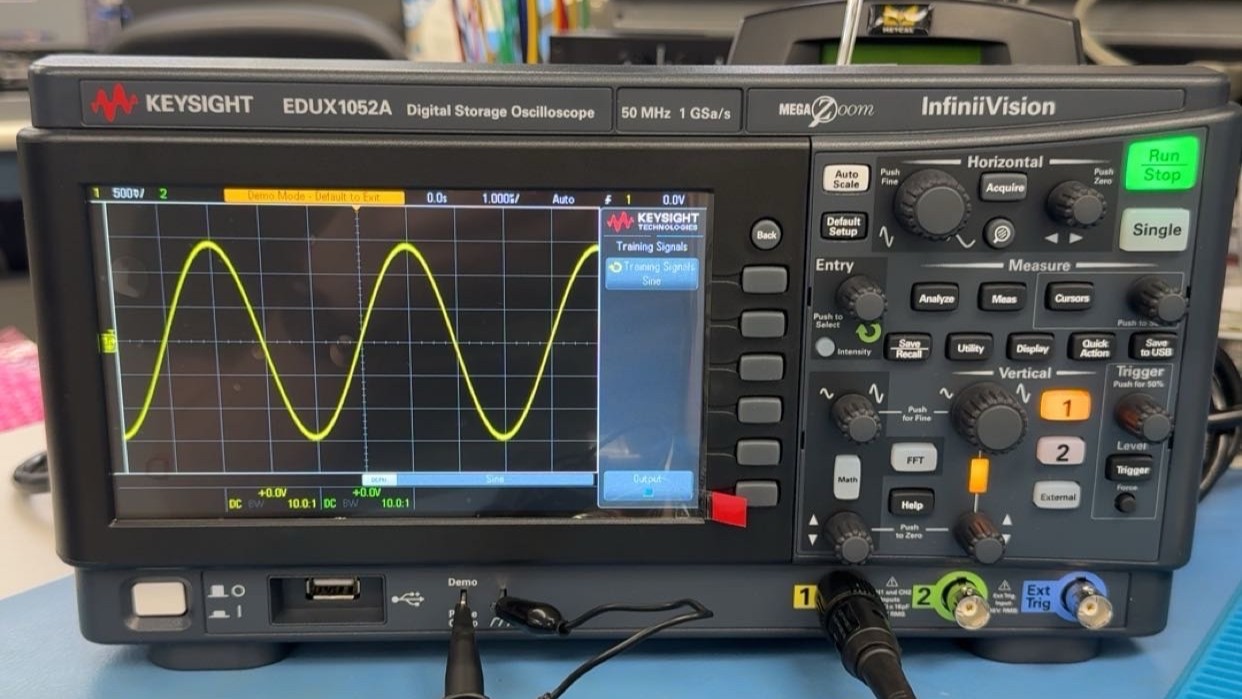 METCAL
KEYSIGHT
EDUX1052A Digital Storage Oscilloscope
50 MHz 1 GSa/s
MEGA Zoom
InfiniiVision
1 500⩗/ 2
Demo Mode - Default to Exit
0.0s 1.000⩘/ Auto 1 0.0V
KEYSIGHT
TECHNOLOGIES
Training Signals
Training Signals
Sine
Sine
Output
+0.0V
DC BW 10.0:1
+0.0V
DC BW 10.0:1
Back
Horizontal
Auto
Scale
Push
Fine
Acquire
Push
Zero
Run
Stop
Default
Setup
Single
Entry
Measure
Push to
Select
Analyze
Meas
Cursors
Push to
Intensity
Save
Recall
Utility
Display
Quick
Action
Save
to USB
Vertical
Trigger
Push for 50%
Push
for Fine
1
Math
FFT
2
Level
Trigger
Help
External
Force
Push
to Zero
Demo
1
2
Ext
Trig